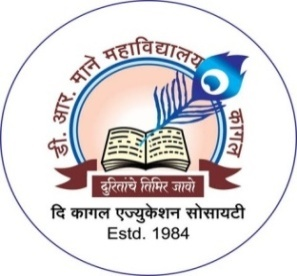 डी. आर. माने महाविद्यालय कागल
दुरितांचे तिमिर जावो
दि कागल एज्युकेशन सोसायटी
Estd. 1984